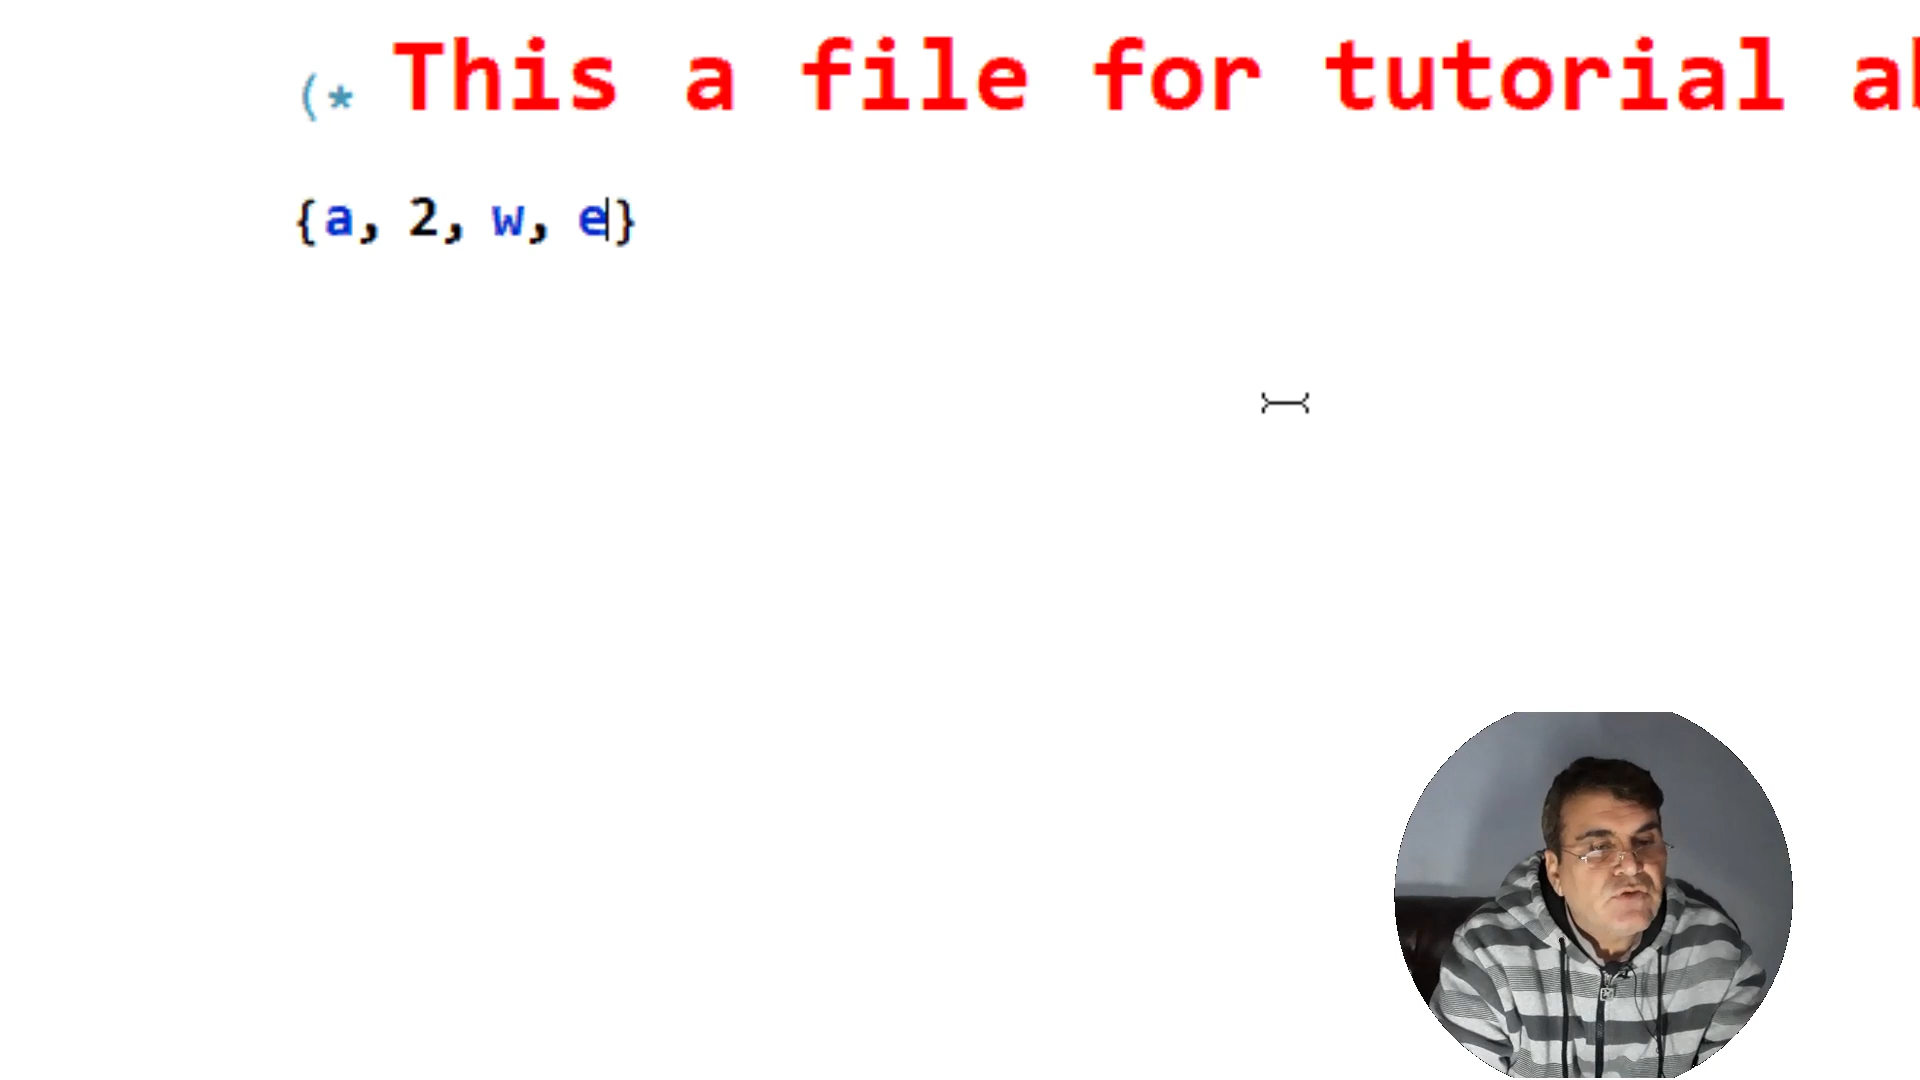 (* This a file for tutorial
{a, 2, w, e}